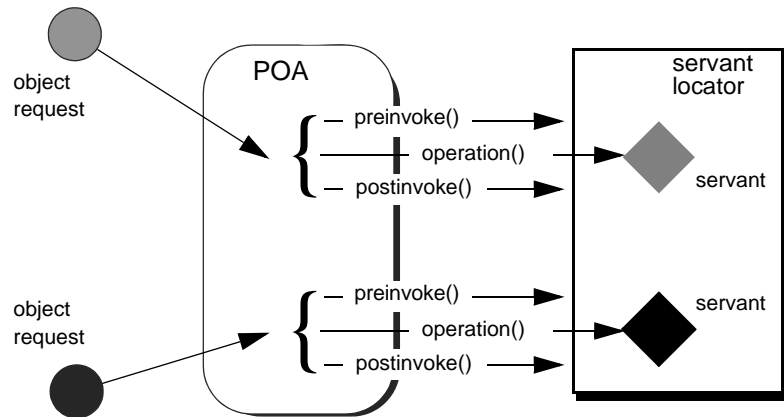 POA
servant
locator
object
request
preinvoke()
operation()
postinvoke()
servant
object
request
preinvoke()
operation()
postinvoke()
servant